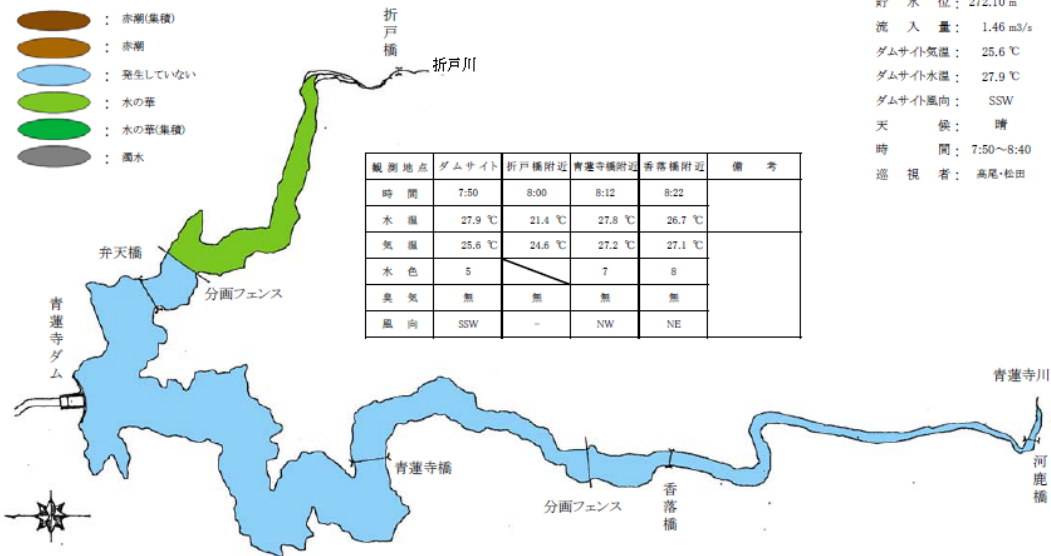 ： 赤潮(集積)
： 赤潮
： 発生していない
： 水の華
： 水の華(集積)
： 濁水
折戸橋
折戸川
貯水位： 272.10 m
流入量： 1.46 m3/s
ダムサイト気温： 25.6 ℃
ダムサイト水温： 27.9 ℃
ダムサイト風向： SSW
天候： 晴
時間： 7:50～8:40
巡視者： 高尾・松田
観測地点 ダムサイト 折戸橋附近 青蓮寺橋附近 香落橋附近 備考
時間 7:50 8:00 8:12 8:22
水温 27.9 ℃ 21.4 ℃ 27.8 ℃ 26.7 ℃
気温 25.6 ℃ 24.6 ℃ 27.2 ℃ 27.1 ℃
水色 5 7 8
臭気 無 無 無 無
風向 SSW － NW NE
弁天橋
分画フェンス
青蓮寺ダム
青蓮寺橋
分画フェンス
香落橋
青蓮寺川
河鹿橋